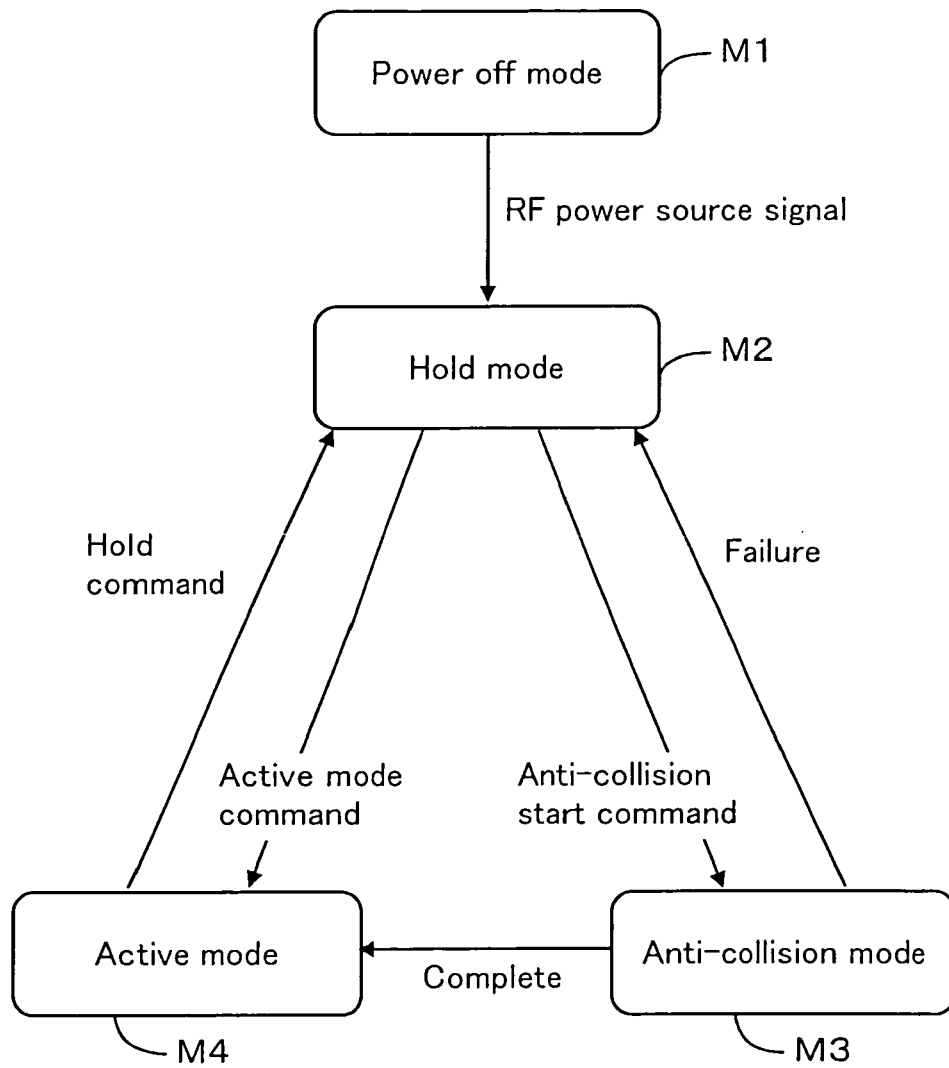 Power off mode
M1
RF power source signal
Hold mode
M2
Hold
command
Failure
Active mode
command
Anti-collision
start command
Active mode
Complete
Anti-collision mode
M4
M3